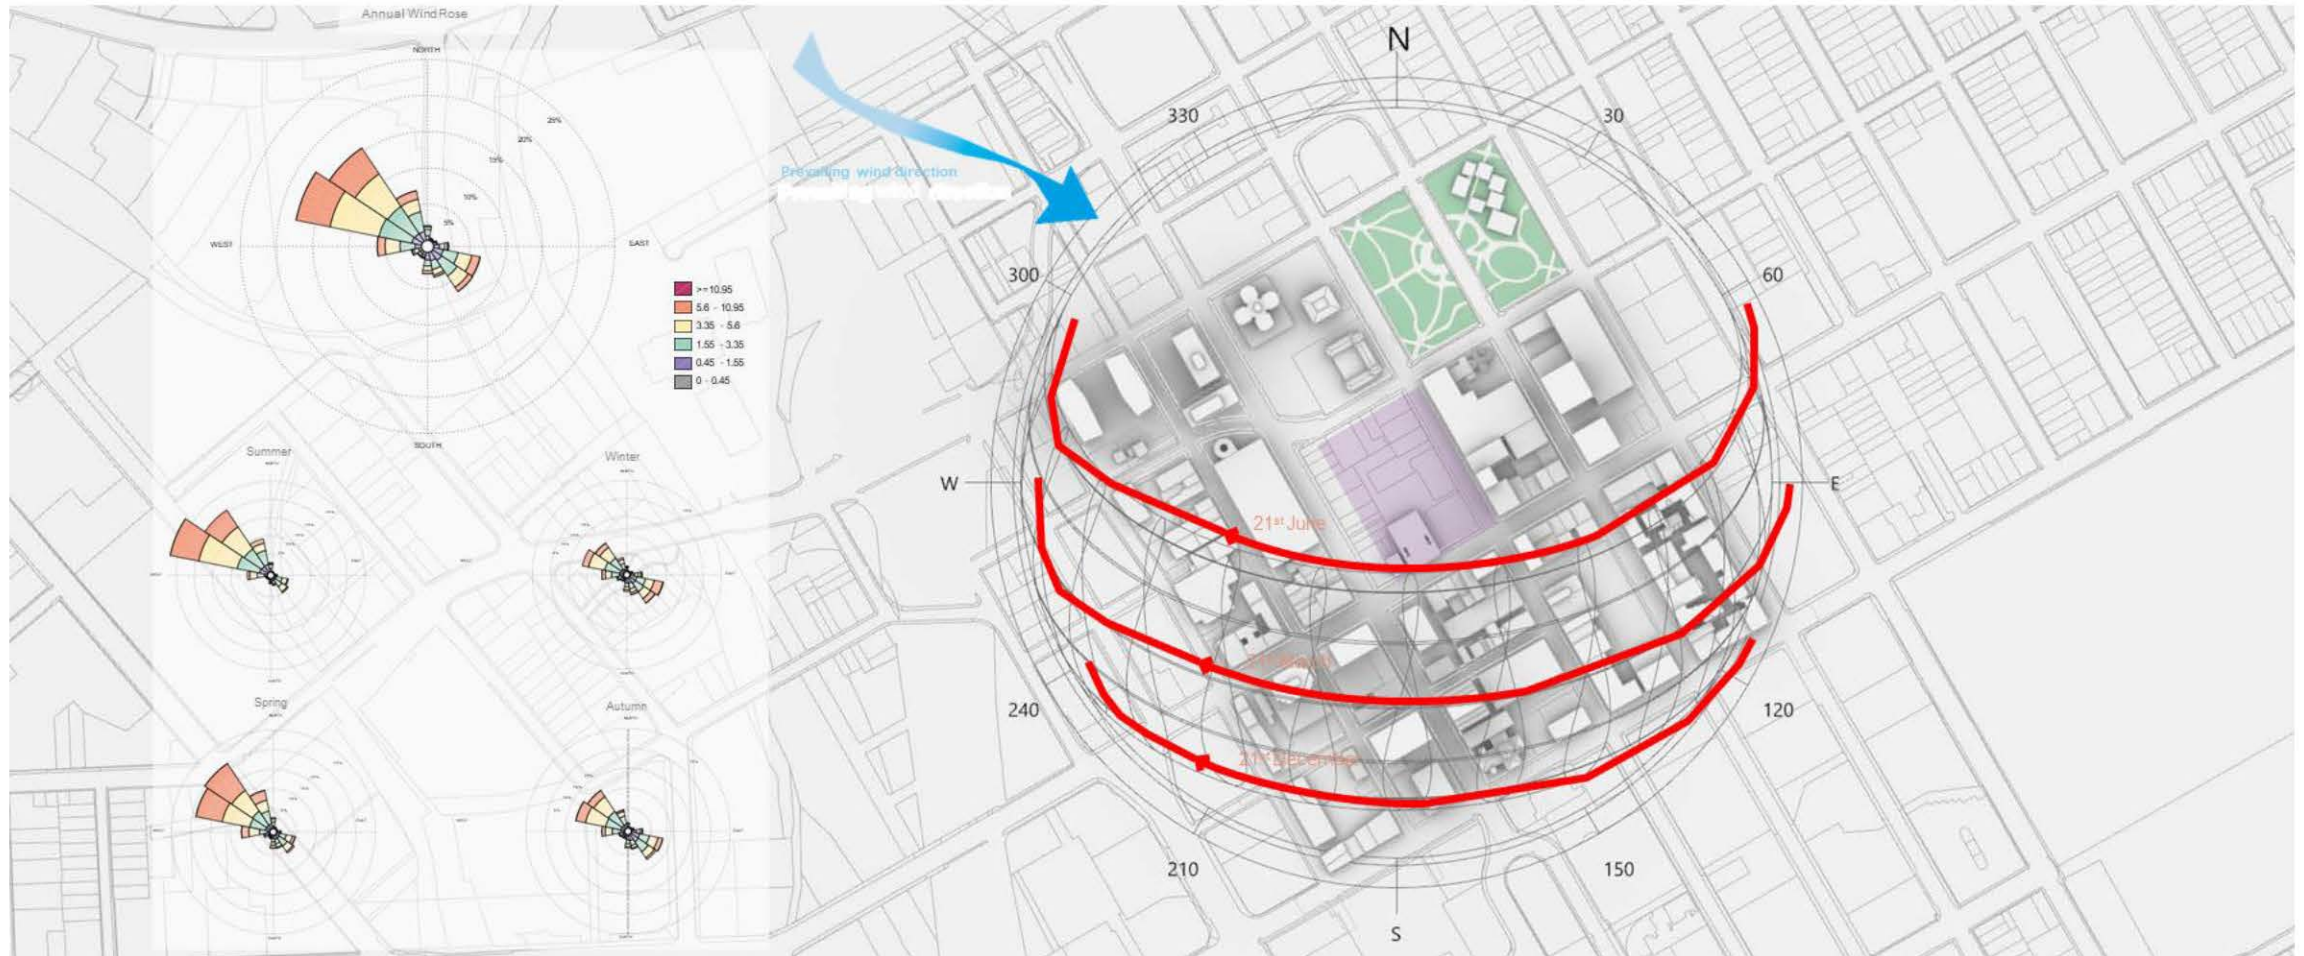 Annual Wind Rose
NORTH
25%
20%
15%
10%
5%
WEST
EAST
SOUTH
>=10.95
5.6 - 10.95
3.35 - 5.6
1.55 - 3.35
0.45 - 1.55
0 - 0.45
Summer
Winter
Spring
Autumn
Prevailing wind direction
N
330
30
300
60
W
E
21st June
240
120
21st December
210
150
S